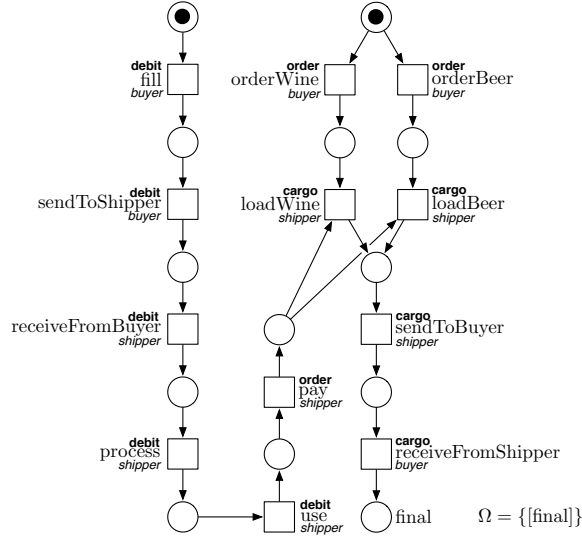 debit
fill
buyer
order
orderWine
buyer
order
orderBeer
buyer
debit
sendToShipper
buyer
cargo
loadWine
shipper
cargo
loadBeer
shipper
debit
receiveFromBuyer
shipper
cargo
sendToBuyer
shipper
order
pay
shipper
debit
process
shipper
cargo
receiveFromShipper
buyer
debit
use
shipper
final
Ω = {[final]}